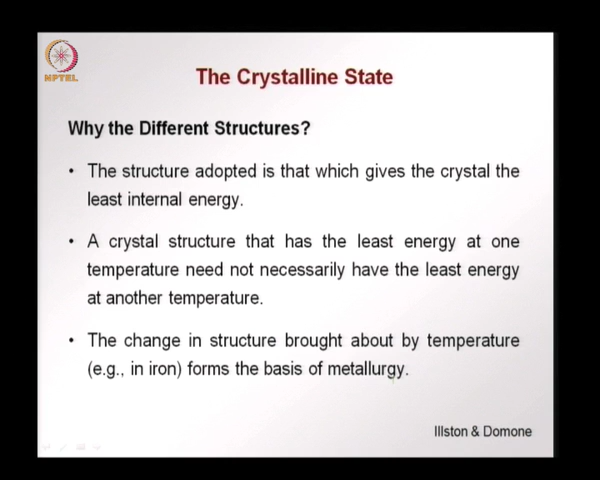 NPTEL
The Crystalline State
Why the Different Structures?
• The structure adopted is that which gives the crystal the
least internal energy.
• A crystal structure that has the least energy at one
temperature need not necessarily have the least energy
at another temperature.
• The change in structure brought about by temperature
(e.g., in iron) forms the basis of metallurgy.
Illston & Domone